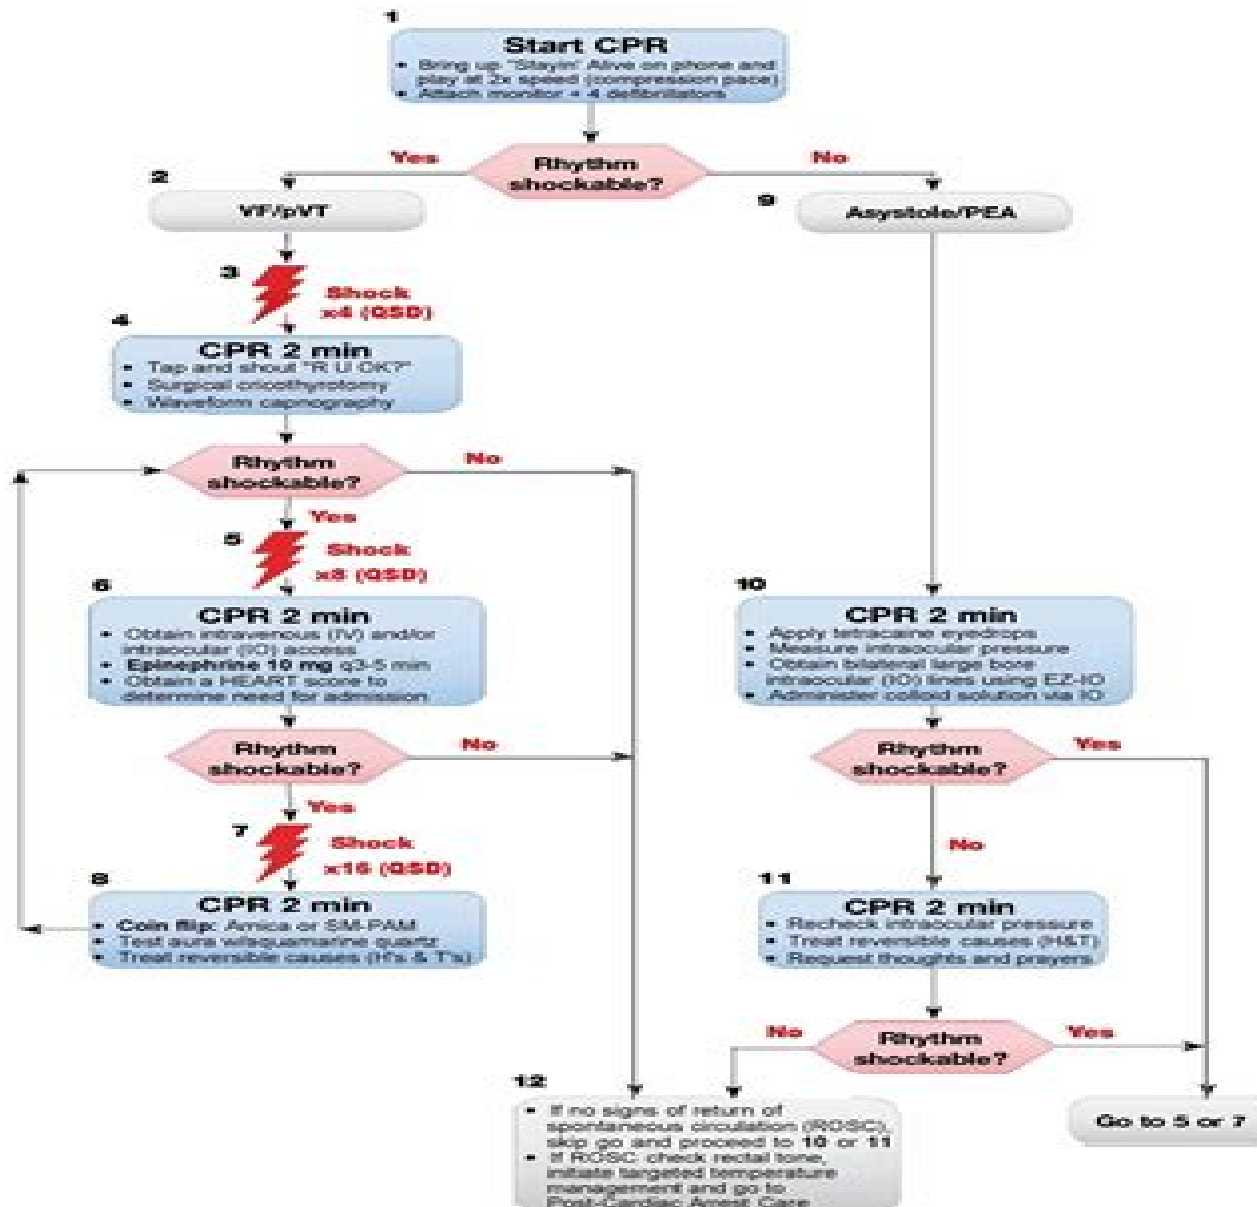 1
Start CPR
• Bring up "Stayin' Alive on phone and
play at 2x speed (compression pace)
• Attach monitor + 4 defibrillators
Rhythm
shockable?
Yes
No
2
VF/pVT
9
Asystole/PEA
3
Shock
x4 (QSD)
4
CPR 2 min
• Tap and shout "R U OK?"
• Surgical cricothyrotomy
• Waveform capnography
Rhythm
shockable?
No
Yes
5
Shock
x8 (QSD)
6
CPR 2 min
• Obtain intravenous (IV) and/or
intraocular (IO) access
• Epinephrine 10 mg q3-5 min
• Obtain a HEART score to
determine need for admission
Rhythm
shockable?
No
Yes
7
Shock
x16 (QSD)
8
CPR 2 min
• Coin flip: Arnica or SM-PAM
• Test aura w/aquamarine quartz
• Treat reversible causes (H's & T's)
10
CPR 2 min
• Apply tetracaine eyedrops
• Measure intraocular pressure
• Obtain bilateral large bore
intraocular (IO) lines using EZ-IO
• Administer colloid solution via IO
Rhythm
shockable?
Yes
No
11
CPR 2 min
• Recheck intraocular pressure
• Treat reversible causes (H&T)
• Request thoughts and prayers
No
Rhythm
shockable?
Yes
12
• If no signs of return of
spontaneous circulation (ROSC),
skip go and proceed to 10 or 11
• If ROSC check rectal tone,
initiate targeted temperature
management and go to
Post-Cardiac Arrest Care
Go to 5 or 7